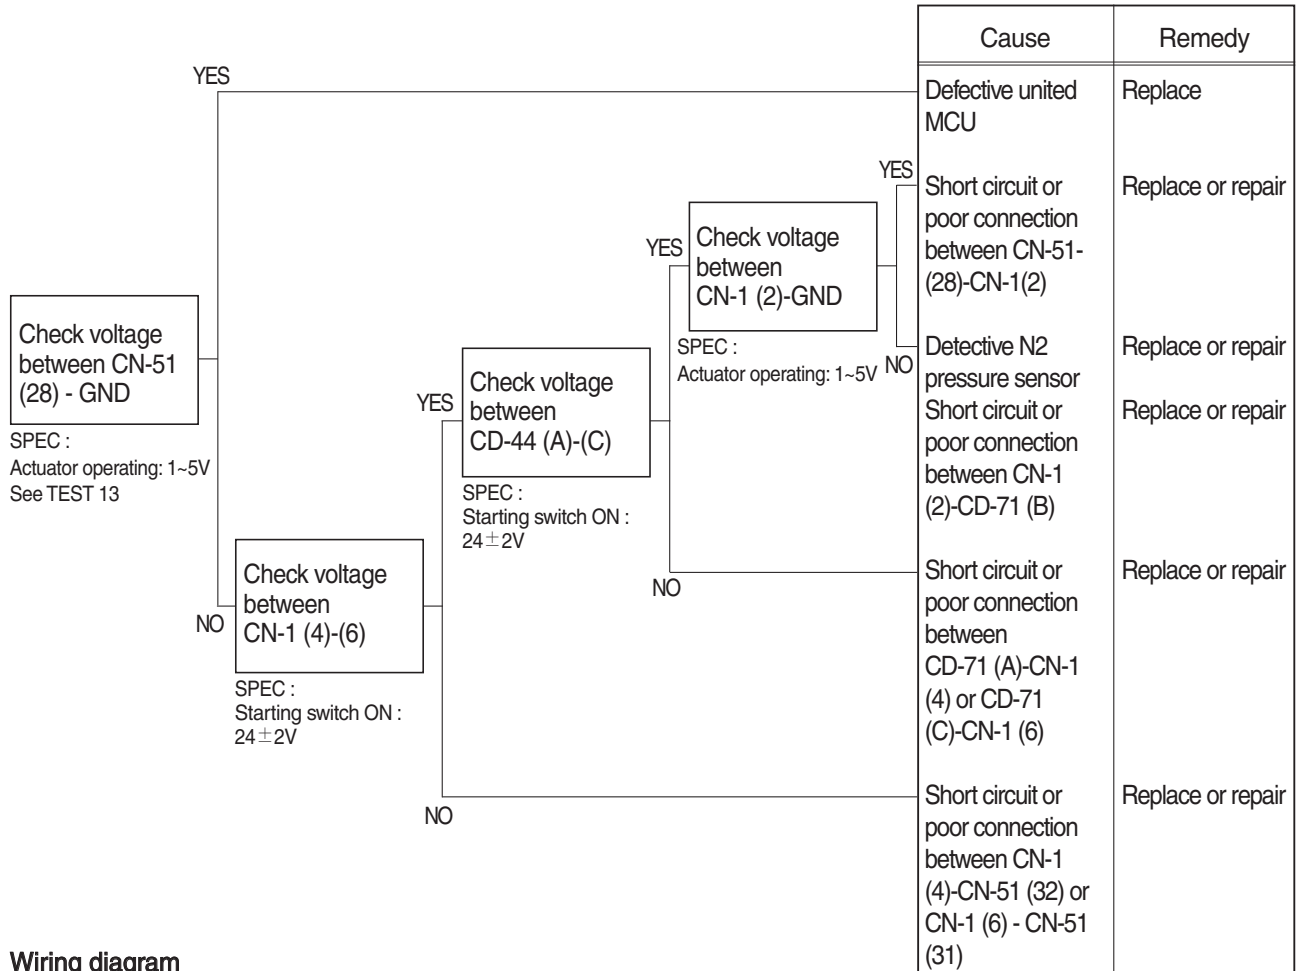 Cause
Remedy
YES
Defective united
MCU
Replace
YES
Short circuit or
poor connection
between CN-51-
(28)-CN-1(2)
Replace or repair
YES
Check voltage
between
CN-1 (2)-GND
SPEC :
Actuator operating: 1~5V
NO
Detective N2
pressure sensor
Replace or repair
Short circuit or
poor connection
between CN-1
(2)-CD-71 (B)
Replace or repair
Check voltage
between CN-51
(28) - GND
SPEC :
Actuator operating: 1~5V
See TEST 13
YES
Check voltage
between
CD-44 (A)-(C)
SPEC :
Starting switch ON :
24±2V
NO
Short circuit or
poor connection
between
CD-71 (A)-CN-1
(4) or CD-71
(C)-CN-1 (6)
Replace or repair
NO
Check voltage
between
CN-1 (4)-(6)
SPEC :
Starting switch ON :
24±2V
NO
Short circuit or
poor connection
between CN-1
(4)-CN-51 (32) or
CN-1 (6) - CN-51
(31)
Replace or repair
Wiring diagram